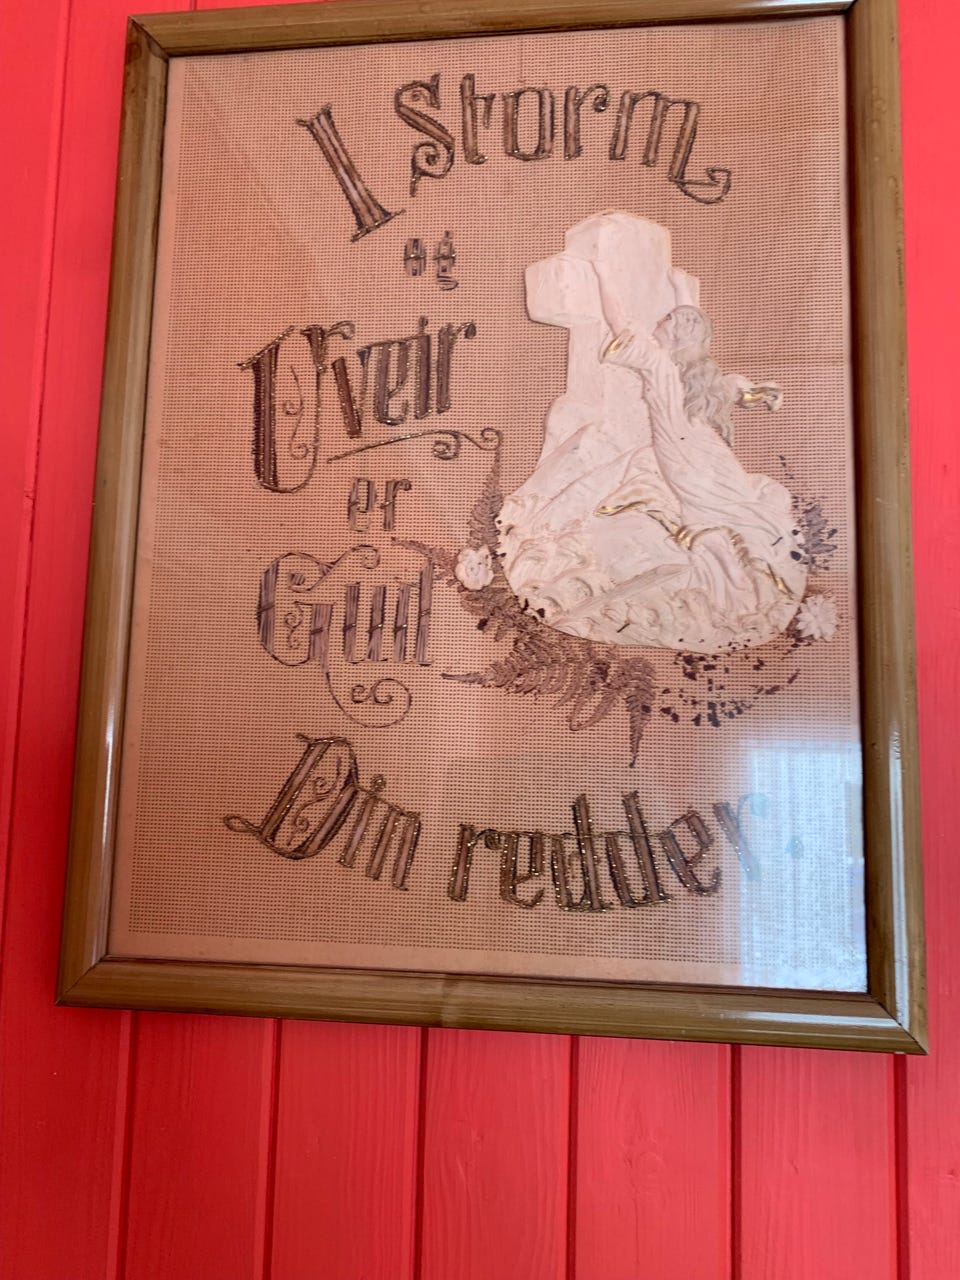 I Storm
og
Uveir
er
Gud
Din redder.